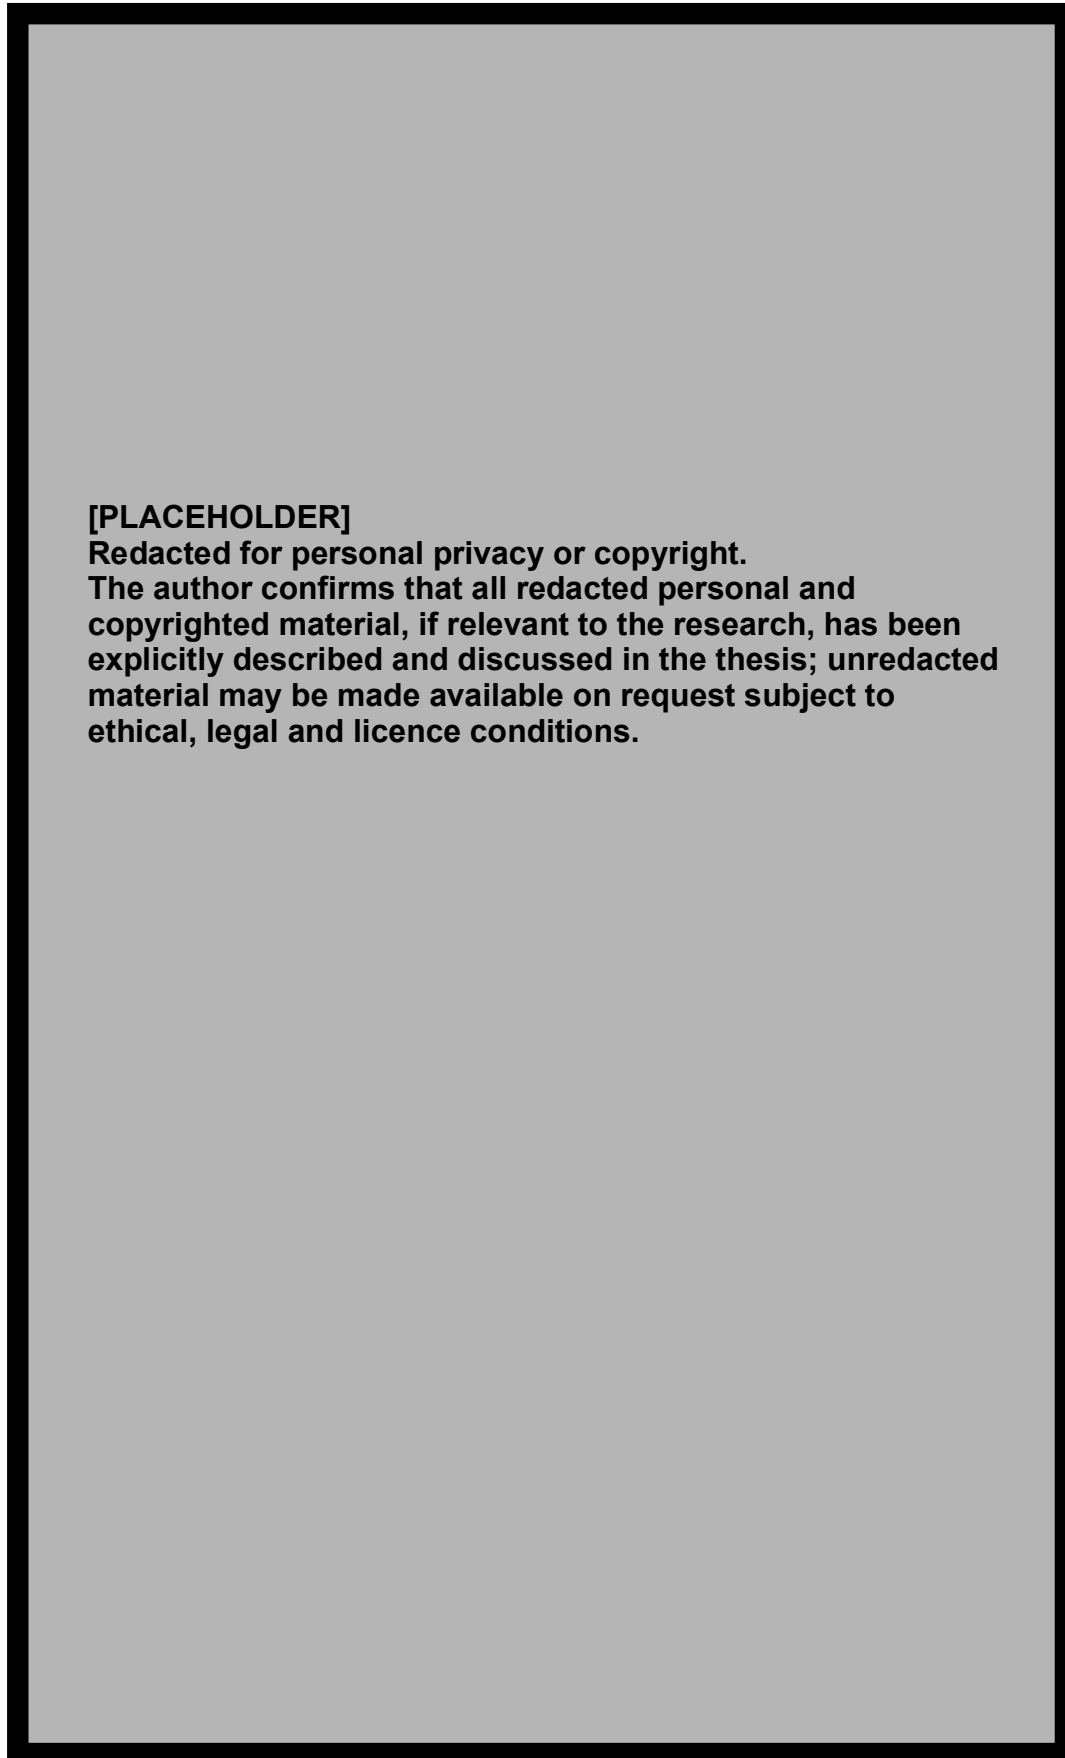 [PLACEHOLDER]
Redacted for personal privacy or copyright.
The author confirms that all redacted personal and
copyrighted material, if relevant to the research, has been
explicitly described and discussed in the thesis; unredacted
material may be made available on request subject to
ethical, legal and licence conditions.